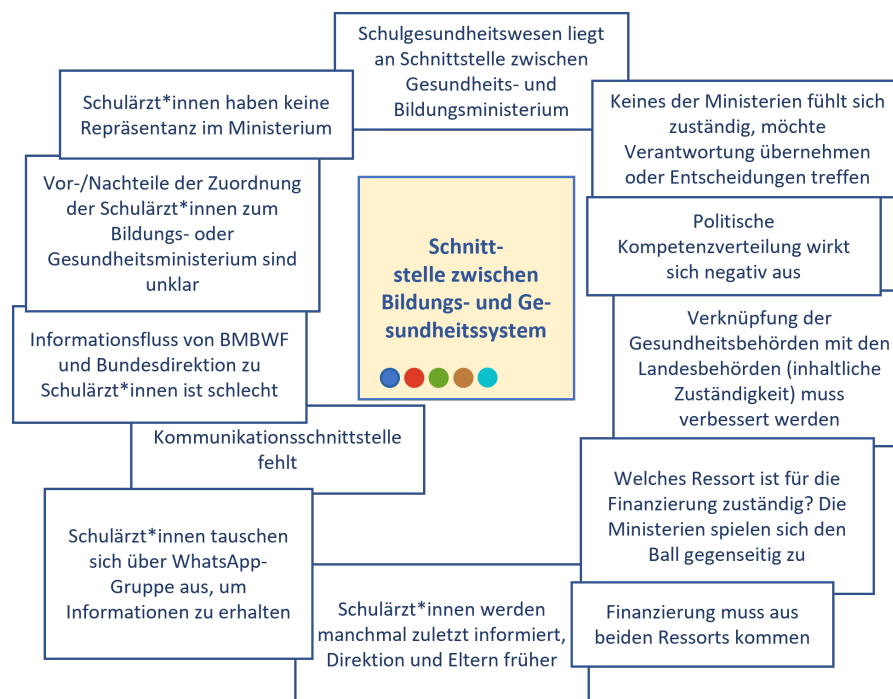 Schulgesundheitswesen liegt
an Schnittstelle zwischen
Gesundheits- und
Bildungsministerium
Schulärzt*innen haben keine
Repräsentanz im Ministerium
Keines der Ministerien fühlt sich
zuständig, möchte
Verantwortung übernehmen
oder Entscheidungen treffen
Vor-/Nachteile der Zuordnung
der Schulärzt*innen zum
Bildungs- oder
Gesundheitsministerium sind
unklar
Politische
Kompetenzverteilung wirkt
sich negativ aus
Schnitt-
stelle zwischen
Bildungs- und Ge-
sundheitssystem
Informationsfluss von BMBWF
und Bundesdirektion zu
Schulärzt*innen ist schlecht
Verknüpfung der
Gesundheitsbehörden mit den
Landesbehörden (inhaltliche
Zuständigkeit) muss
verbessert werden
Kommunikationsschnittstelle
fehlt
Welches Ressort ist für die
Finanzierung zuständig? Die
Ministerien spielen sich den
Ball gegenseitig zu
Schulärzt*innen tauschen
sich über WhatsApp-
Gruppe aus, um
Informationen zu erhalten
Schulärzt*innen werden
manchmal zuletzt informiert,
Direktion und Eltern früher
Finanzierung muss aus
beiden Ressorts kommen